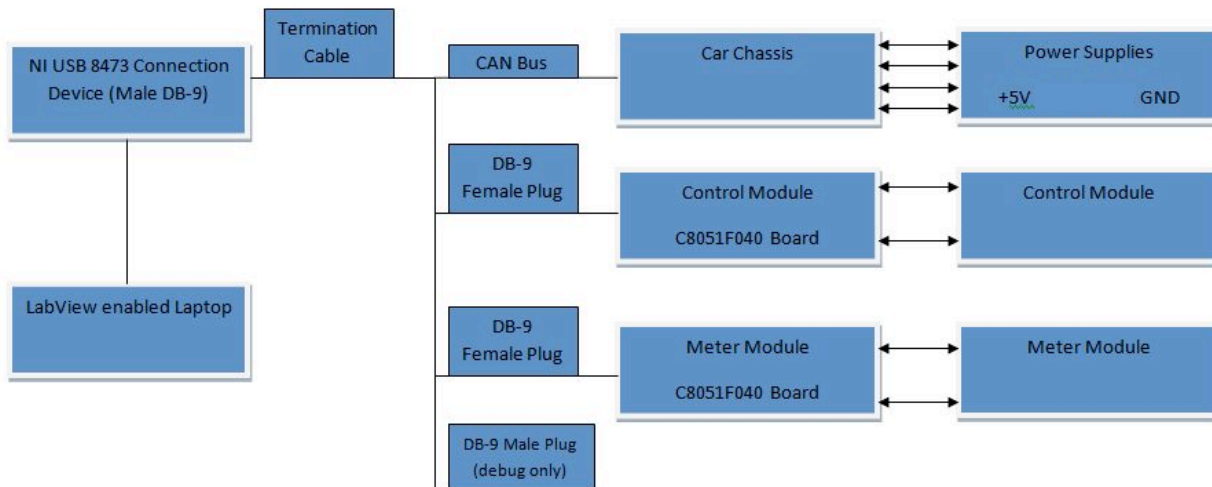 Termination
Cable
NI USB 8473 Connection
Device (Male DB-9)
CAN Bus
Car Chassis
Power Supplies
+5V GND
DB-9
Female Plug
Control Module
C8051F040 Board
Control Module
LabView enabled Laptop
DB-9
Female Plug
Meter Module
C8051F040 Board
Meter Module
DB-9 Male Plug
(debug only)